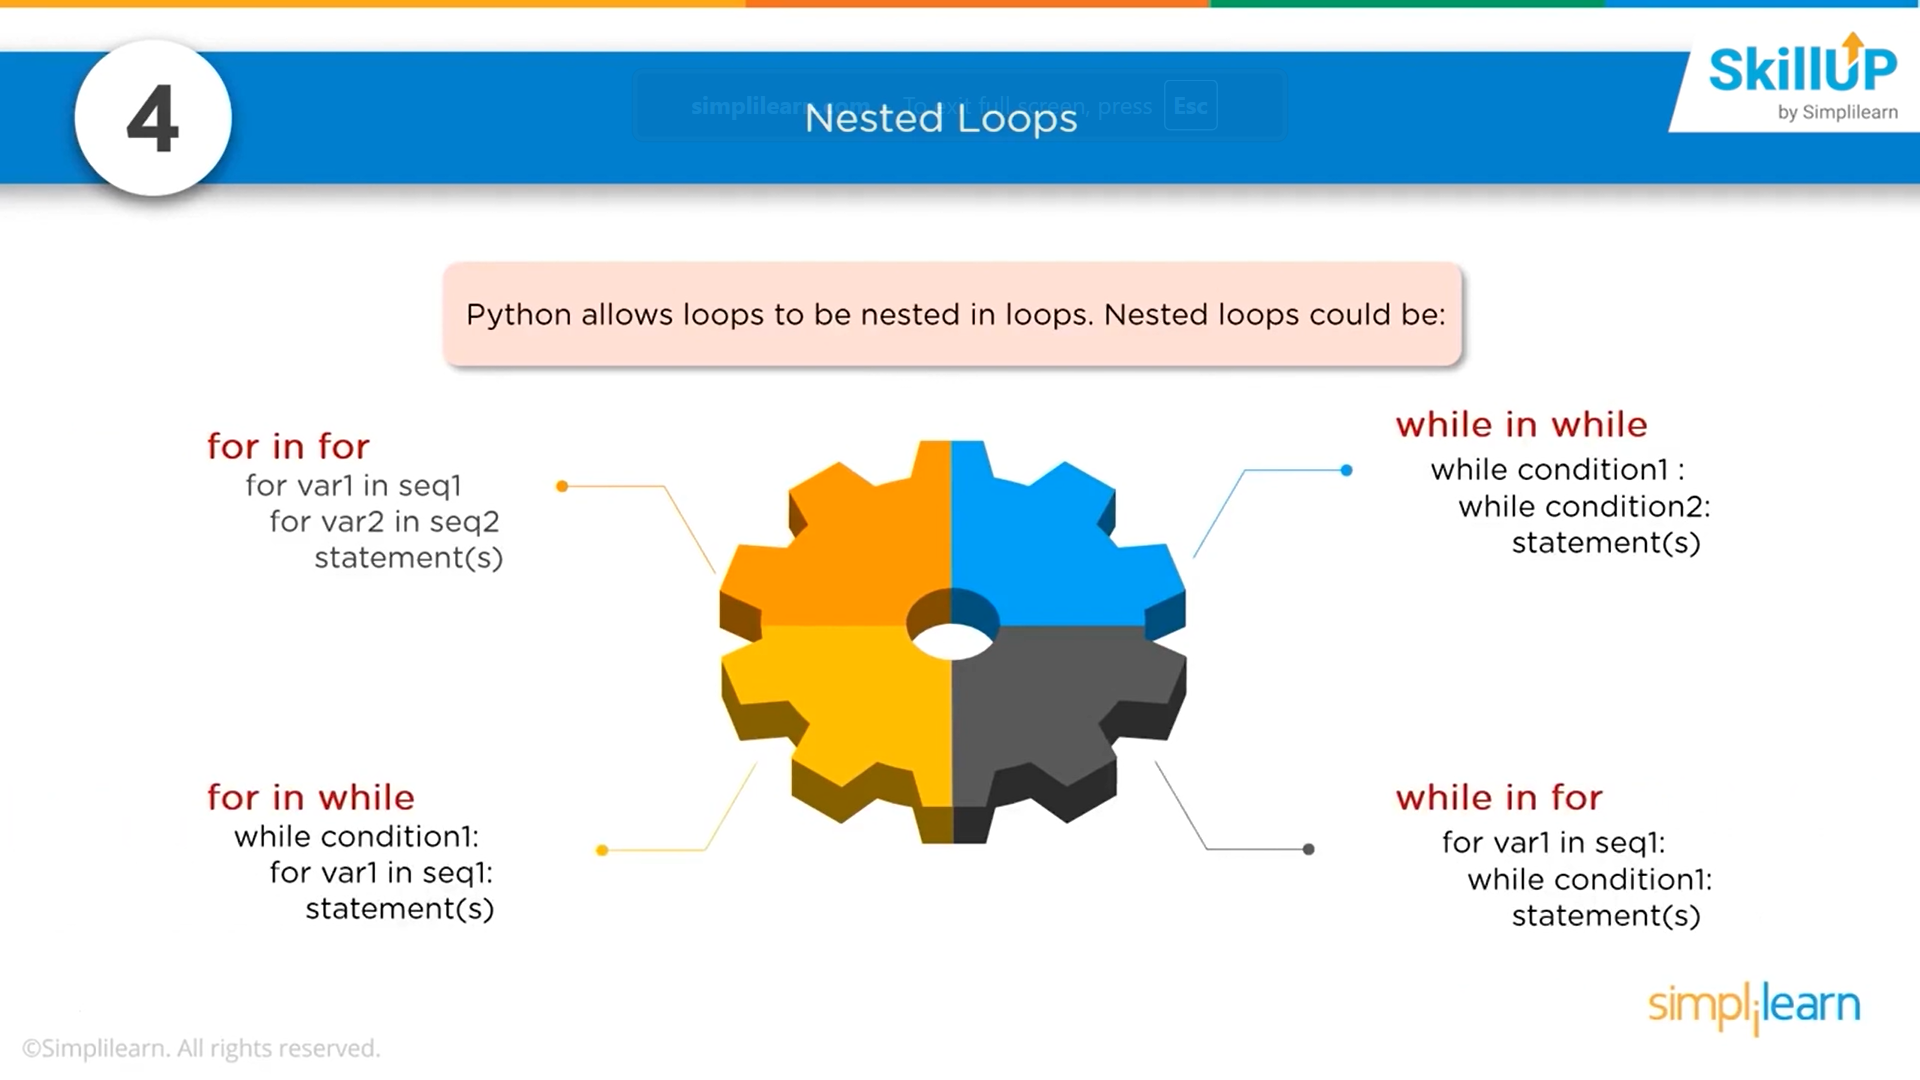 4
simplilearn.com To exit full screen, press Esc
Nested Loops
SkillUP
by Simplilearn
Python allows loops to be nested in loops. Nested loops could be:
for in for
for var1 in seq1
for var2 in seq2
statement(s)
while in while
while condition1 :
while condition2:
statement(s)
for in while
while condition1:
for var1 in seq1:
statement(s)
while in for
for var1 in seq1:
while condition1:
statement(s)
simplilearn
©Simplilearn. All rights reserved.